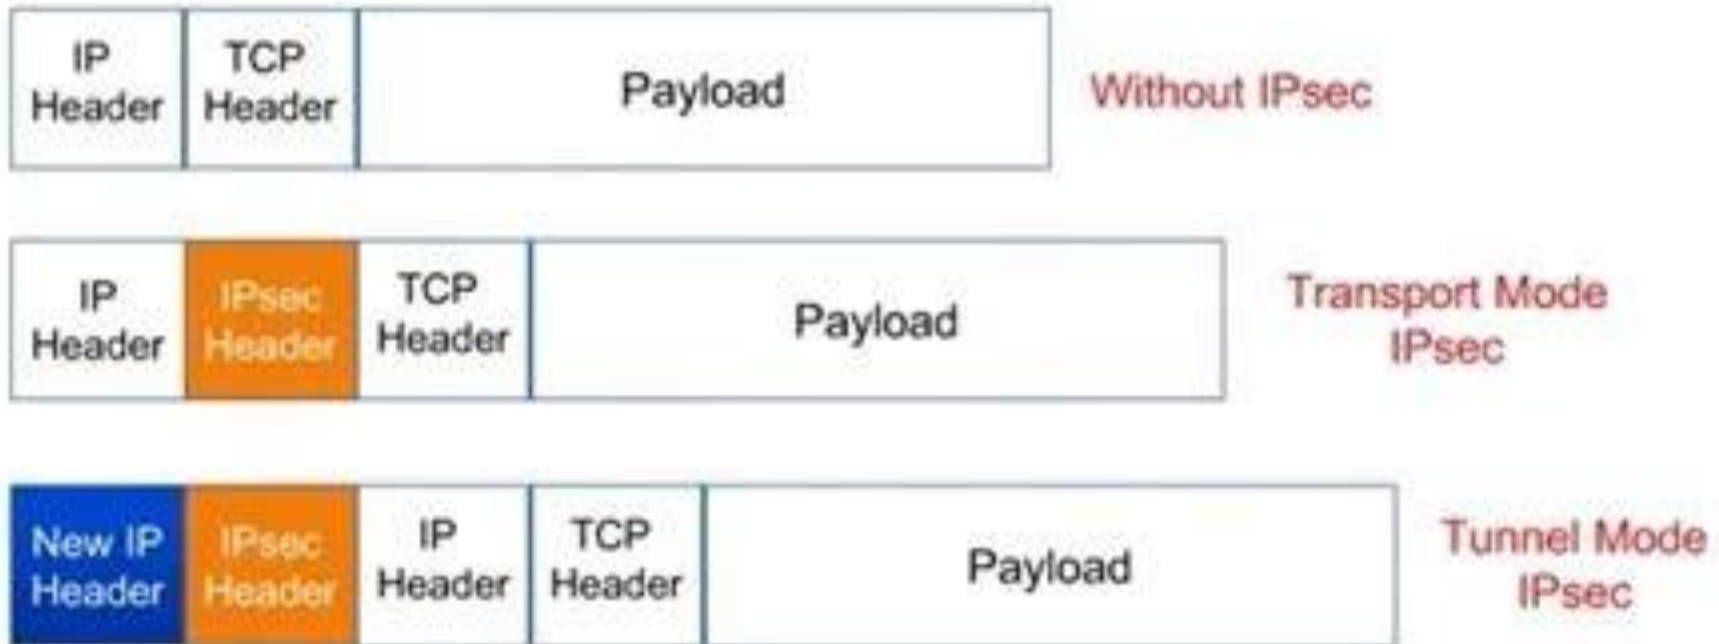 IP
Header
TCP
Header
Payload
Without IPsec
IP
Header
IPsec
Header
TCP
Header
Payload
Transport Mode
IPsec
New IP
Header
IPsec
Header
IP
Header
TCP
Header
Payload
Tunnel Mode
IPsec